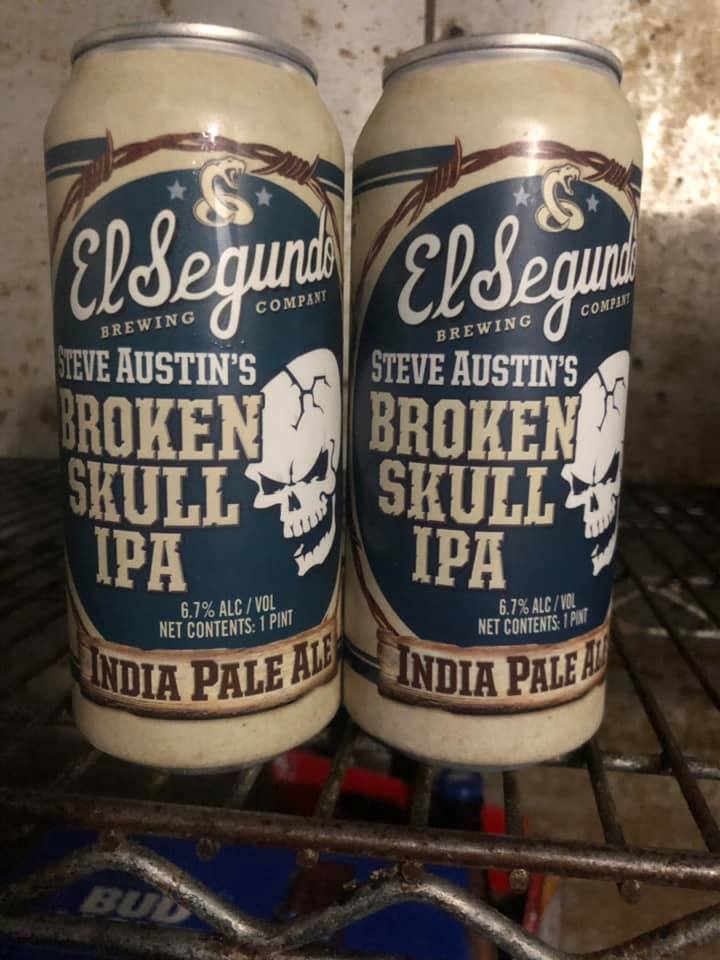 El Segundo
BREWING COMPANY
STEVE AUSTIN'S
BROKEN
SKULL
IPA
6.7% ALC / VOL
NET CONTENTS: 1 PINT
INDIA PALE ALE
El Segundo
BREWING COMPANY
STEVE AUSTIN'S
BROKEN
SKULL
IPA
6.7% ALC / VOL
NET CONTENTS: 1 PINT
INDIA PALE ALE
BUD